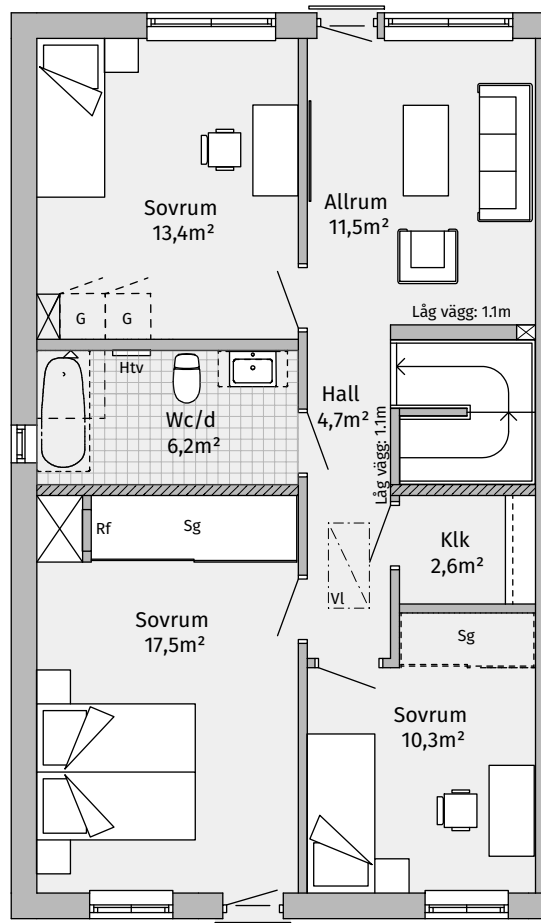 Sovrum
13,4m²
Allrum
11,5m²
Låg vägg: 1.1m
G
G
Htv
Wc/d
6,2m²
Hall
4,7m²
Låg vägg: 1.1m
Rf
Sg
Klk
2,6m²
Vl
Sovrum
17,5m²
Sg
Sovrum
10,3m²